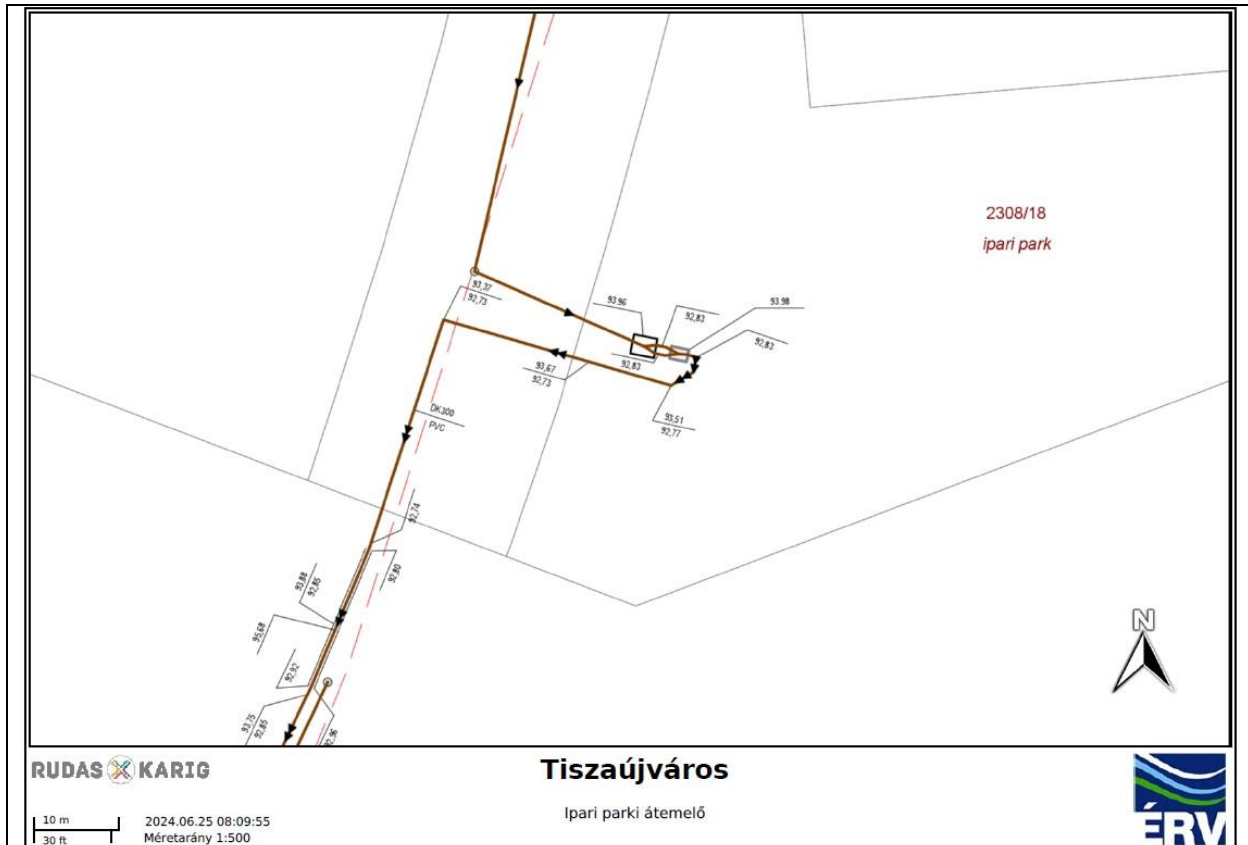 2308/18
ipari park
93,37
92,73
93.96
92,83
93.98
92,83
92,83
93,67
92,73
93,51
92,77
DK300
PVC
92,74
92,80
93,88
92,85
95,68
92,92
93,75
92,85
92,96
N
RUDAS KARIG
Tiszaújváros
Ipari parki átemelő
10 m
30 ft
2024.06.25 08:09:55
Méretarány 1:500
ÉRV